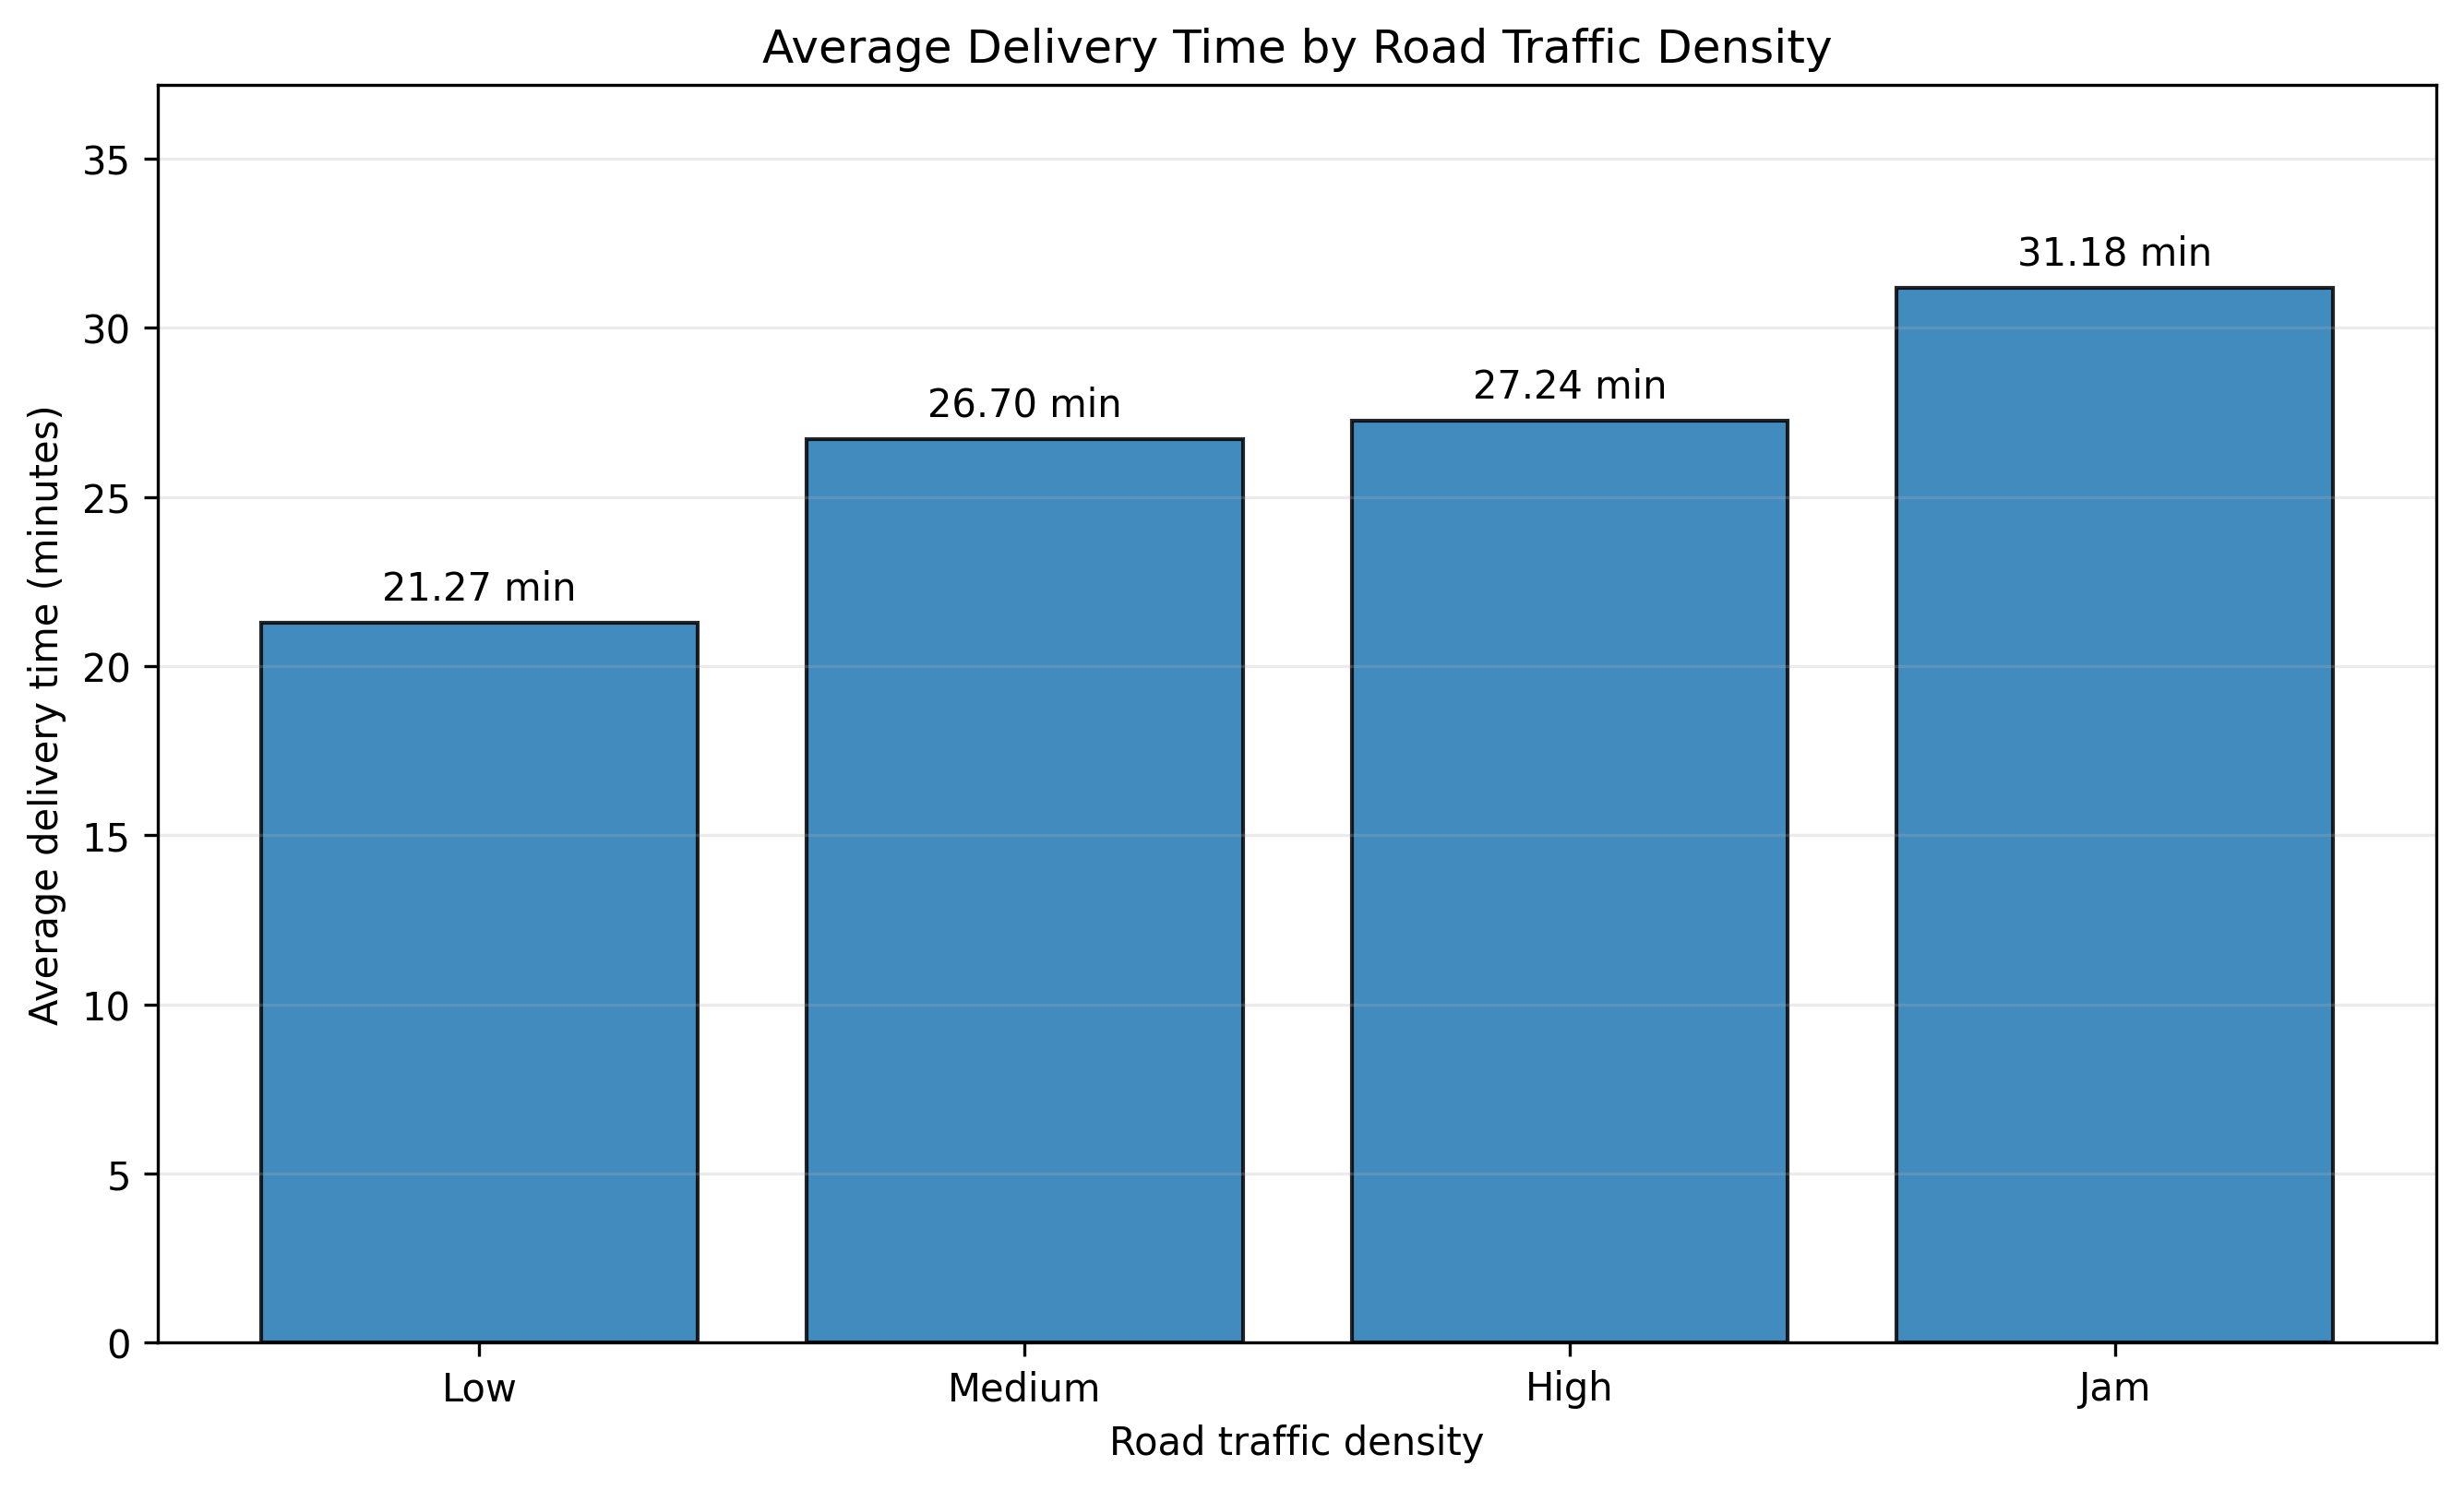 Average Delivery Time by Road Traffic Density
Average delivery time (minutes)
35
30
25
20
15
10
5
0
21.27 min
26.70 min
27.24 min
31.18 min
Low
Medium
High
Jam
Road traffic density